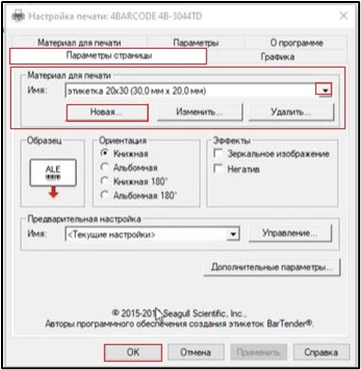 Настройка печати: 4BARCODE 4B-3044TD
Материал для печати Параметры О программе
Параметры страницы Графика
Материал для печати
Имя: этикетка 20x30 (30,0 мм x 20,0 мм)
Новая... Изменить... Удалить...
Образец Ориентация Эффекты
ALE
Книжная
Альбомная
Книжная 180°
Альбомная 180°
Зеркальное изображение
Негатив
Предварительная настройка
Имя: <Текущие настройки> Управление...
Дополнительные параметры...
© 2015-201 Seagull Scientific, Inc..
Авторы программного обеспечения создания этикеток BarTender®.
OK Отмена Применить Справка